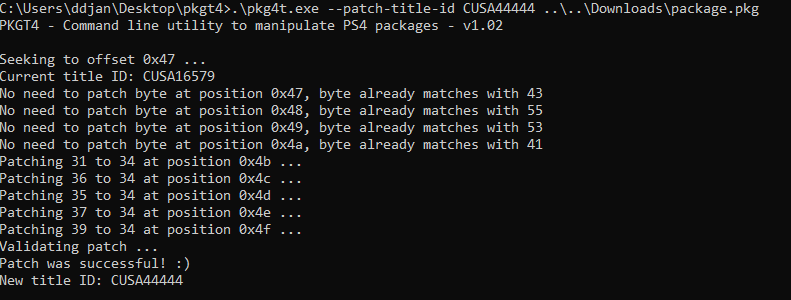 C:\Users\ddjan\Desktop\pkgt4>.\pkg4t.exe --patch-title-id CUSA44444 ..\..\Downloads\package.pkg
PKGT4 - Command line utility to manipulate PS4 packages - v1.02
Seeking to offset 0x47 ...
Current title ID: CUSA16579
No need to patch byte at position 0x47, byte already matches with 43
No need to patch byte at position 0x48, byte already matches with 55
No need to patch byte at position 0x49, byte already matches with 53
No need to patch byte at position 0x4a, byte already matches with 41
Patching 31 to 34 at position 0x4b ...
Patching 36 to 34 at position 0x4c ...
Patching 35 to 34 at position 0x4d ...
Patching 37 to 34 at position 0x4e ...
Patching 39 to 34 at position 0x4f ...
Validating patch ...
Patch was successful! :)
New title ID: CUSA44444